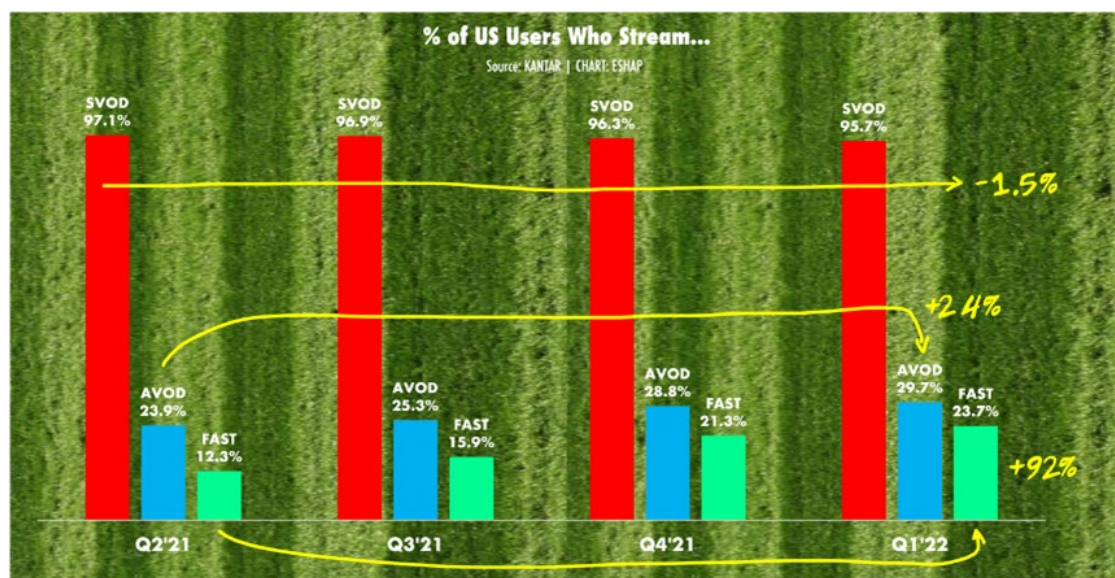 % of US Users Who Stream...
Source: KANTAR | CHART: ESHAP
SVOD
97.1%
AVOD
23.9%
FAST
12.3%
Q2'21
SVOD
96.9%
AVOD
25.3%
FAST
15.9%
Q3'21
SVOD
96.3%
AVOD
28.8%
FAST
21.3%
Q4'21
SVOD
95.7%
AVOD
29.7%
FAST
23.7%
Q1'22
-1.5%
+24%
+92%